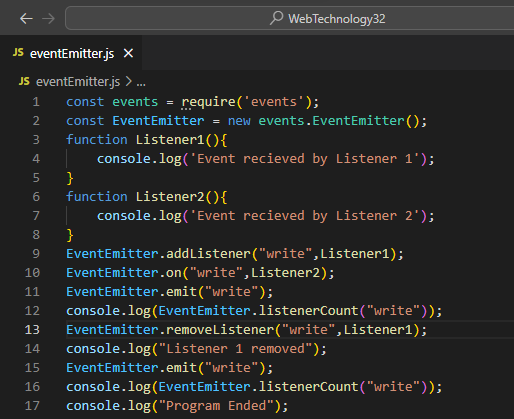 WebTechnology32
JS eventEmitter.js
JS eventEmitter.js > ...
1 const events = require('events');
2 const EventEmitter = new events.EventEmitter();
3 function Listener1(){
4 console.log('Event recieved by Listener 1');
5 }
6 function Listener2(){
7 console.log('Event recieved by Listener 2');
8 }
9 EventEmitter.addListener("write",Listener1);
10 EventEmitter.on("write",Listener2);
11 EventEmitter.emit("write");
12 console.log(EventEmitter.listenerCount("write"));
13 EventEmitter.removeListener("write",Listener1);
14 console.log("Listener 1 removed");
15 EventEmitter.emit("write");
16 console.log(EventEmitter.listenerCount("write"));
17 console.log("Program Ended");